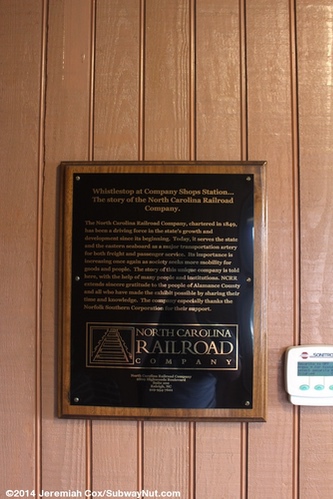 Whistlestop at Company Shops Station...
The story of the North Carolina Railroad
Company.
The North Carolina Railroad Company, chartered in 1849,
has been a driving force in the state's growth and
development since its beginning. Today, it serves the state
and the eastern seaboard as a major transportation artery
for both freight and passenger service. Its importance is
increasing once again as society seeks more mobility for
goods and people. The story of this unique company is told
here, with the help of many people and institutions. NCRR
extends sincere gratitude to the people of Alamance County
and all who have made the exhibit possible by sharing their
time and knowledge. The company especially thanks the
Norfolk Southern Corporation for their support.
NORTH CAROLINA
RAILROAD
COMPANY
North Carolina Railroad Company
Raleigh, NC
SONITROL
©2014 Jeremiah Cox/SubwayNut.com